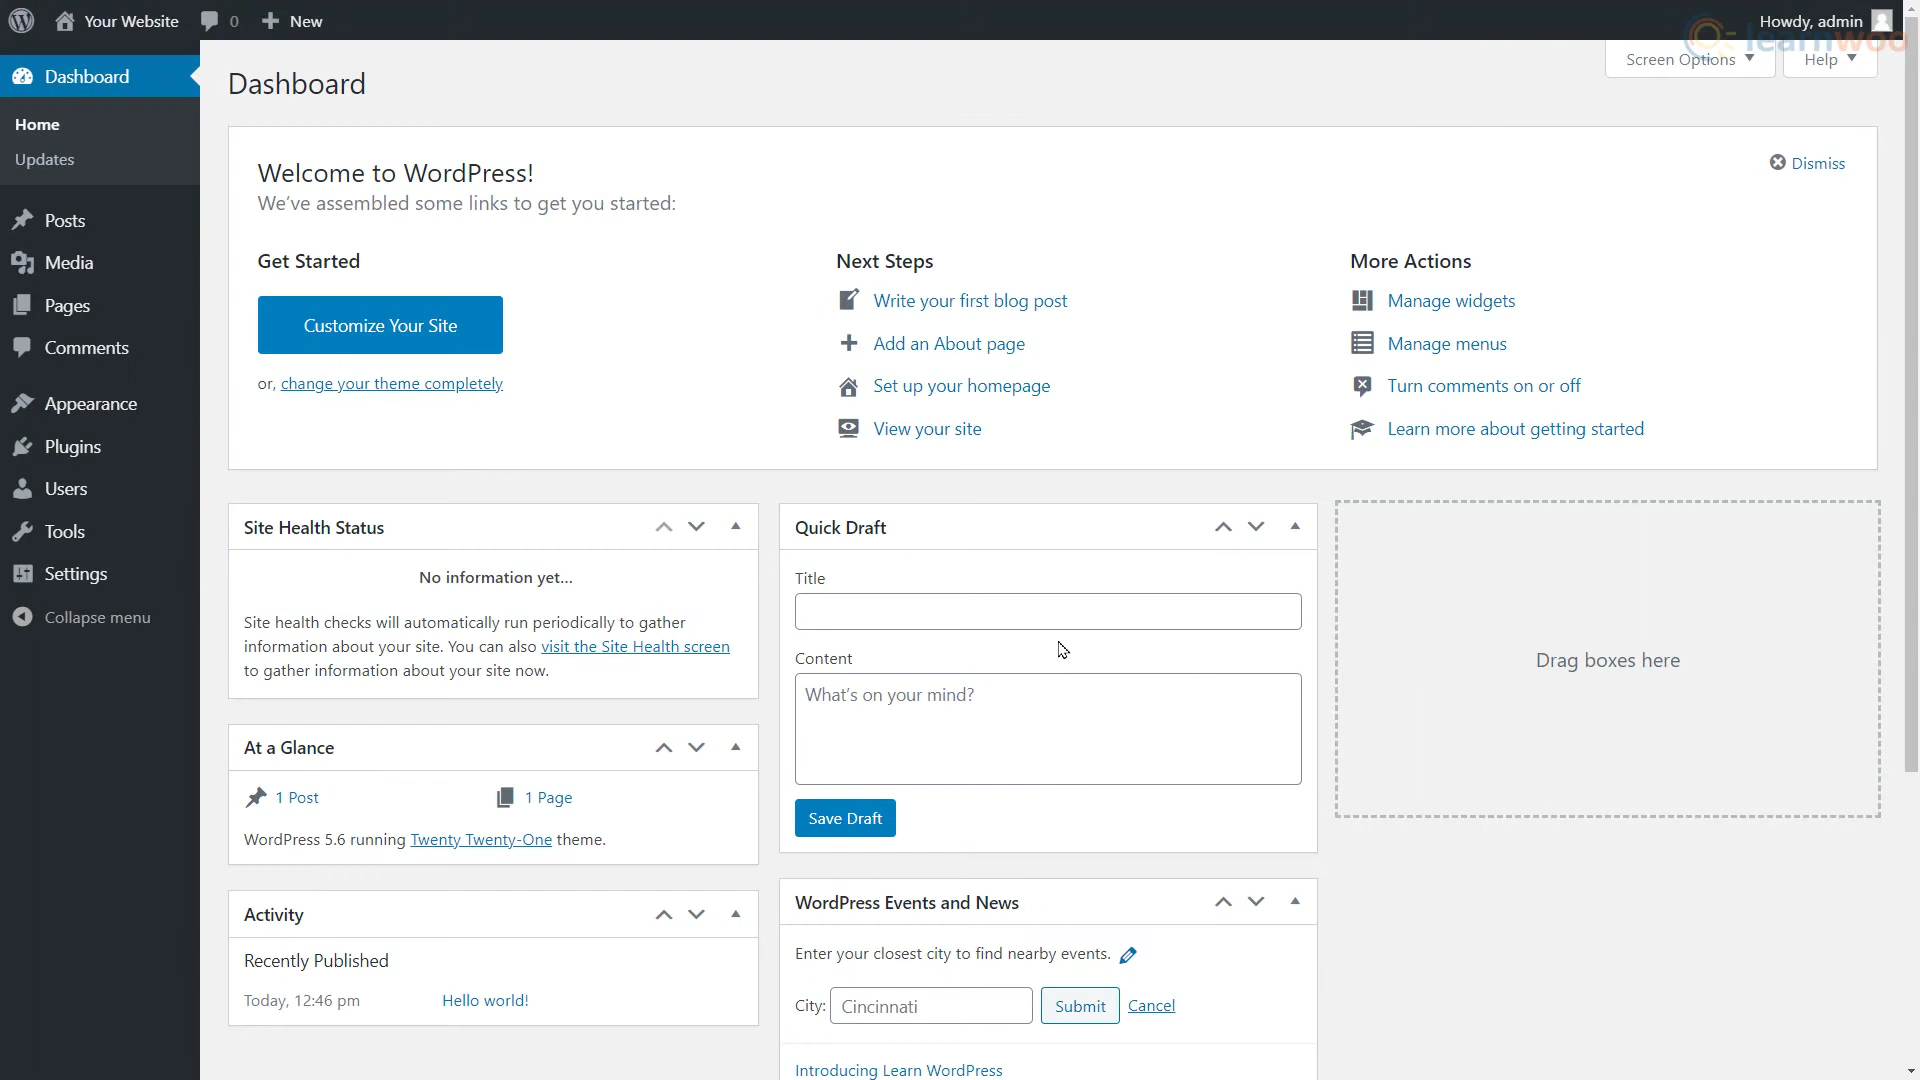 Your Website
0
New
Howdy, admin
learnwoo
Screen Options
Help
Dashboard
Home
Updates
Posts
Media
Pages
Comments
Appearance
Plugins
Users
Tools
Settings
Collapse menu
Dashboard
Welcome to WordPress!
We've assembled some links to get you started:
Dismiss
Get Started
Customize Your Site
or, change your theme completely
Next Steps
Write your first blog post
Add an About page
Set up your homepage
View your site
More Actions
Manage widgets
Manage menus
Turn comments on or off
Learn more about getting started
Site Health Status
No information yet...
Site health checks will automatically run periodically to gather
information about your site. You can also visit the Site Health screen
to gather information about your site now.
At a Glance
1 Post
1 Page
WordPress 5.6 running Twenty Twenty-One theme.
Activity
Recently Published
Today, 12:46 pm
Hello world!
Quick Draft
Title
Content
What's on your mind?
Save Draft
WordPress Events and News
Enter your closest city to find nearby events.
City:
Cincinnati
Submit
Cancel
Introducing Learn WordPress
Drag boxes here